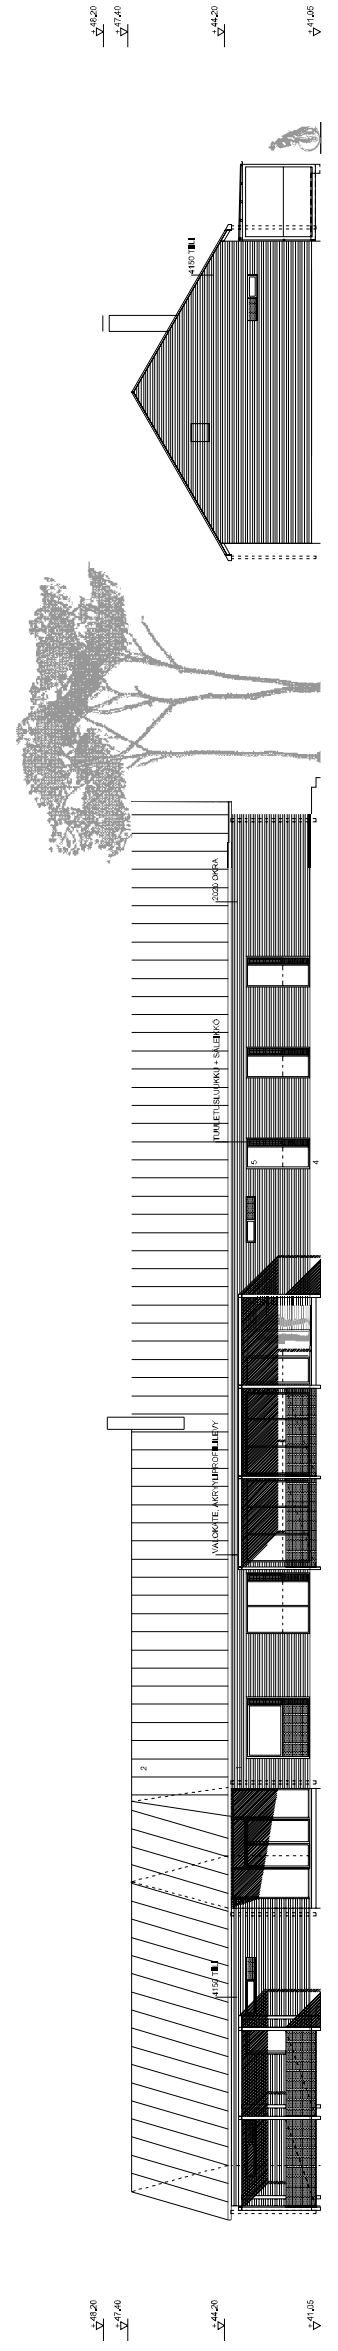 +48.20
+47.40
+44.20
+41.05
4150 TIILI
2020 OKRA
TUULETUSLUUKKU + SÄLEIKKÖ
5
4
VALOKATE, AKRYYLIPROFIILILEVY
2
1
4150 TIILI
+48.20
+47.40
+44.20
+41.05